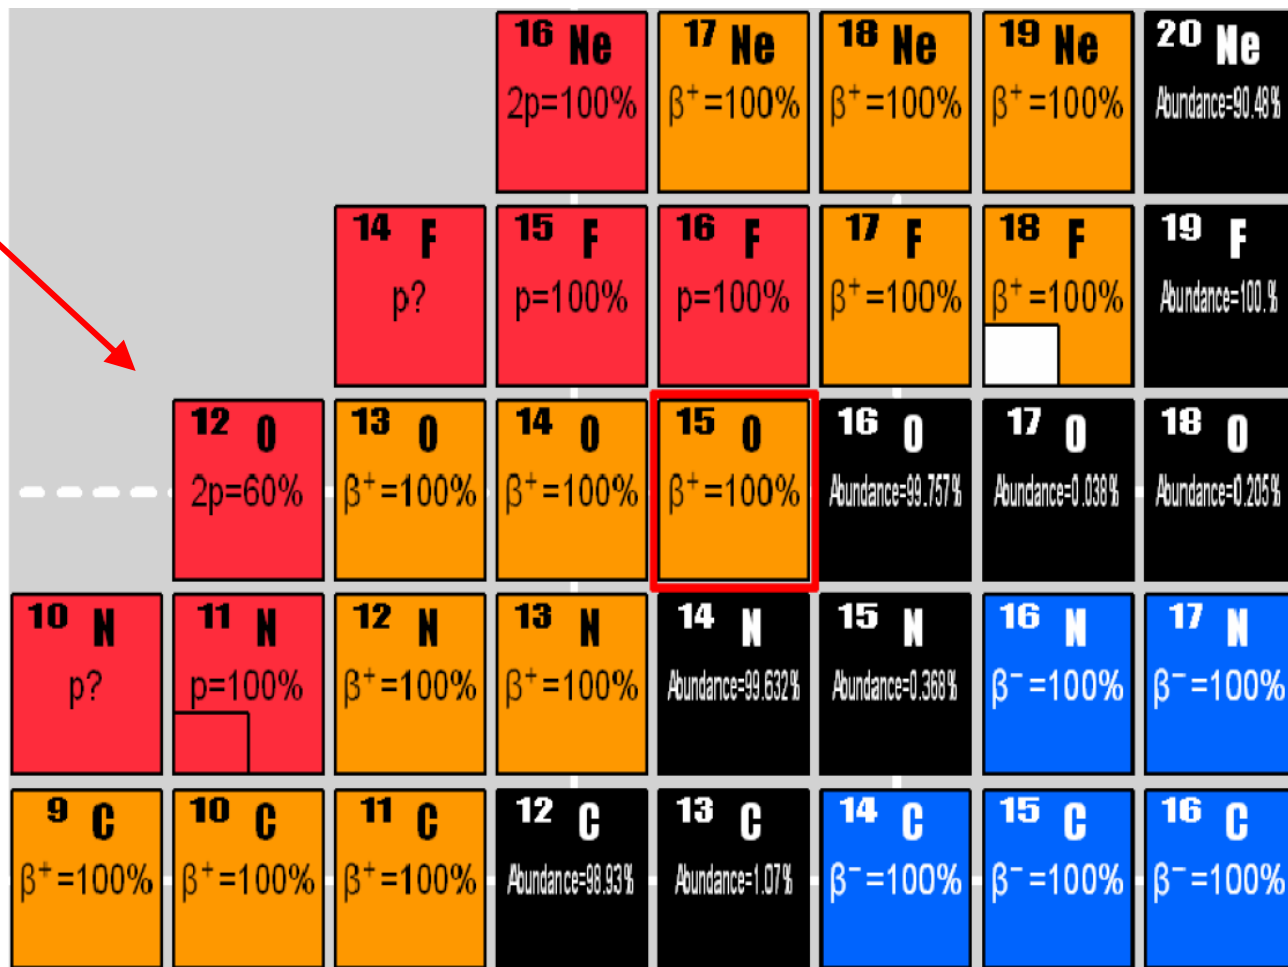 16 Ne 17 Ne 18 Ne 19 Ne 20 Ne
2p=100% β+=100% β+=100% β+=100% Abundance=90.48%
14 F 15 F 16 F 17 F 18 F 19 F
p? p=100% p=100% β+=100% β+=100% Abundance=100.%
12 O 13 O 14 O 15 O 16 O 17 O 18 O
2p=60% β+=100% β+=100% β+=100% Abundance=99.757% Abundance=0.038% Abundance=0.205%
10 N 11 N 12 N 13 N 14 N 15 N 16 N 17 N
p? p=100% β+=100% β+=100% Abundance=99.632% Abundance=0.368% β-=100% β-=100%
9 C 10 C 11 C 12 C 13 C 14 C 15 C 16 C
β+=100% β+=100% β+=100% Abundance=98.93% Abundance=1.07% β-=100% β-=100% β-=100%